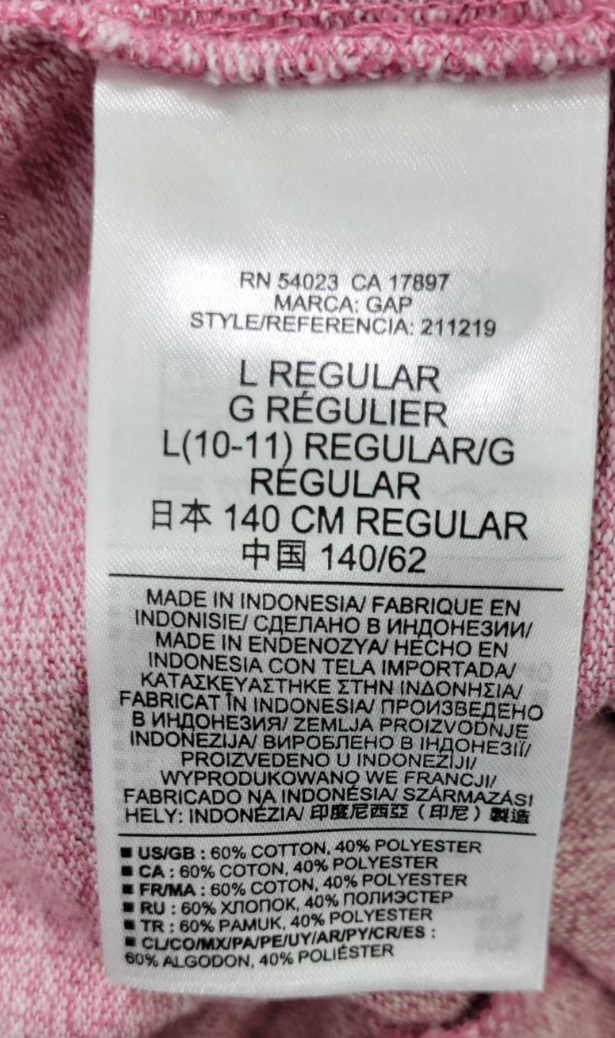 RN 54023 CA 17897
MARCA: GAP
STYLE/REFERENCIA: 211219
L REGULAR
G RÉGULIER
L(10-11) REGULAR/G
REGULAR
日本 140 CM REGULAR
中国 140/62
MADE IN INDONESIA/ FABRIQUE EN
INDONISIE/ СДЕЛАНО В ИНДОНЕЗИИ/
MADE IN ENDENOZYA/ HECHO EN
INDONESIA CON TELA IMPORTADA/
ΚΑΤΑΣΚΕΥΑΣΤΗΚΕ ΣΤΗΝ ΙΝΔΟΝΗΣΙΑ/
FABRICAT ÎN INDONESIA/ ПРОИЗВЕДЕНО
В ИНДОНЕЗИЯ/ ZEMLJA PROIZVODNJE
INDONEZIJA/ ВИРОБЛЕНО В ІНДОНЕЗІЇ/
PROIZVEDENO U INDONEZIJI/
WYPRODUKOWANO WE FRANCJI/
FABRICADO NA INDONÉSIA/ SZÁRMAZÁSI
HELY: INDONÉZIA/ 印度尼西亞（印尼）製造
■ US/GB : 60% COTTON, 40% POLYESTER
■ CA : 60% COTON, 40% POLYESTER
■ FR/MA : 60% COTON, 40% POLYESTER
■ RU : 60% ХЛОПОК, 40% ПОЛИЭСТЕР
■ TR : 60% PAMUK, 40% POLYESTER
■ CL/CO/MX/PA/PE/UY/AR/PY/CR/ES :
60% ALGODON, 40% POLIÉSTER